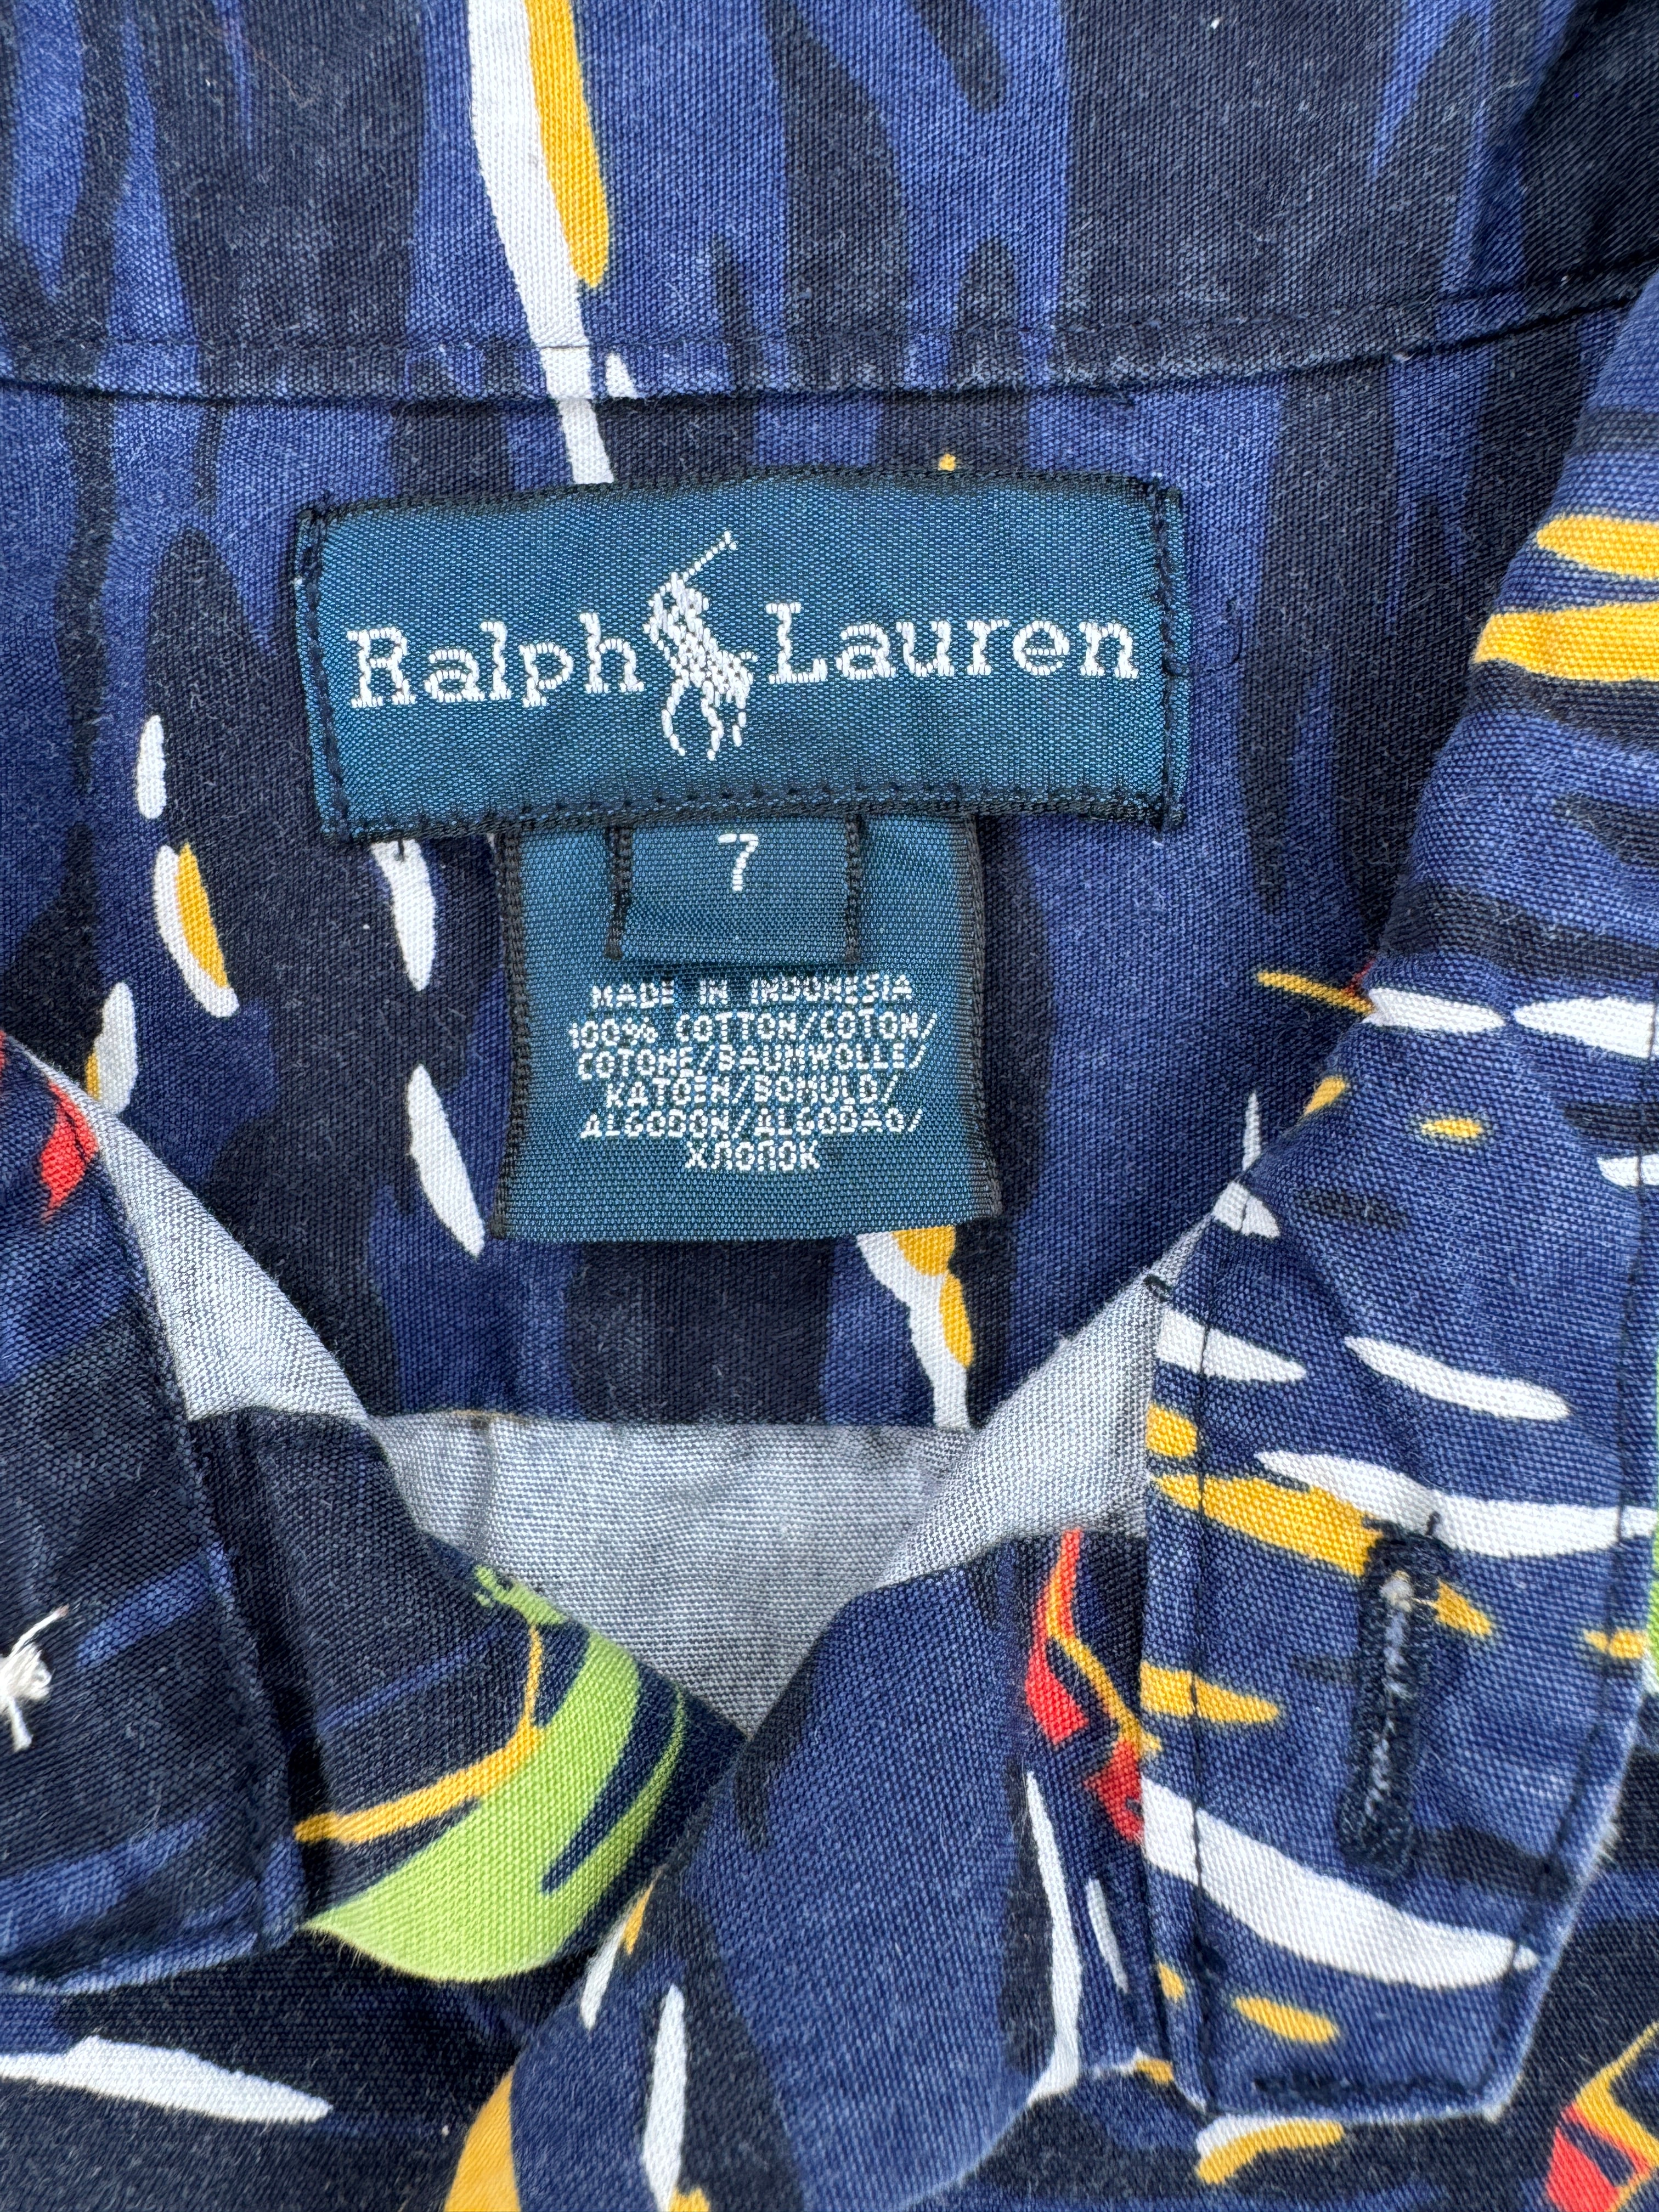 Ralph Lauren
7
MADE IN INDONESIA
100% COTTON/COTON/
COTONE/BAUMWOLLE/
KATOEN/BOMULD/
ALGODON/ALGODAO/
ХЛОПОК